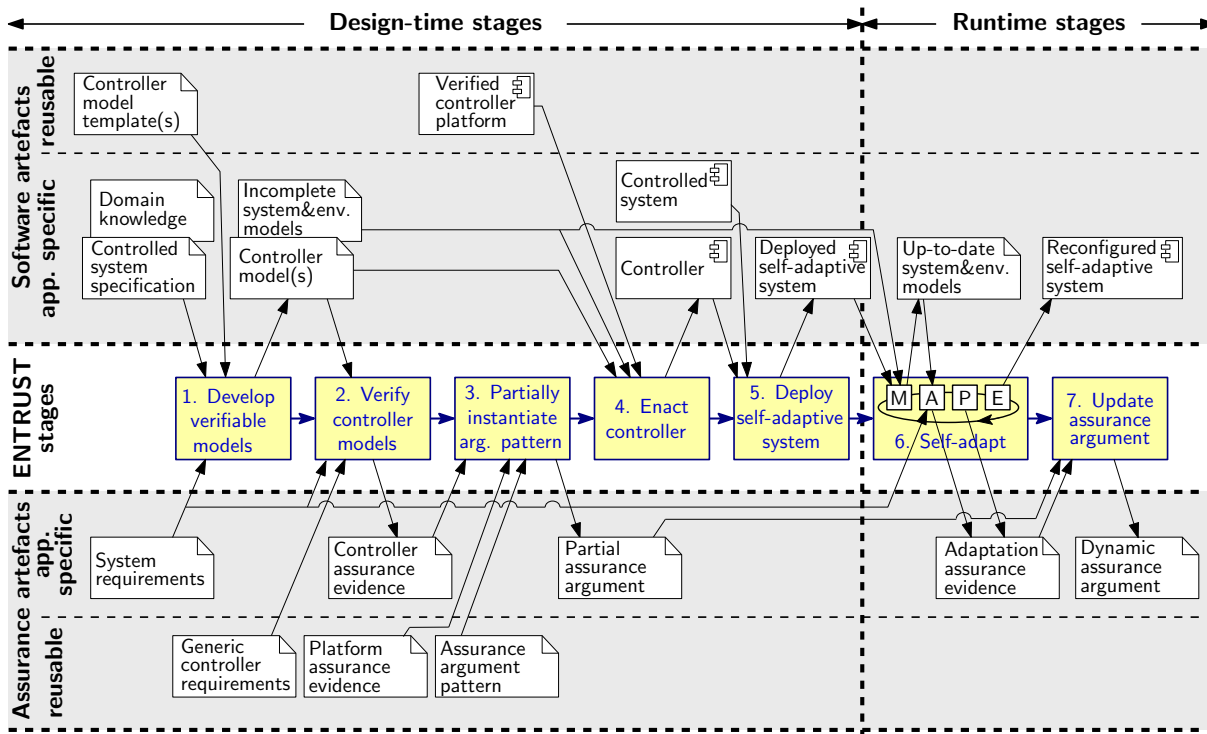 Design-time stages
Runtime stages
Software artefacts
reusable
app. specific
Controller
model
template(s)
Verified
controller
platform
Domain
knowledge
Controlled
system
specification
Incomplete
system&env.
models
Controller
model(s)
Controlled
system
Controller
Deployed
self-adaptive
system
Up-to-date
system&env.
models
Reconfigured
self-adaptive
system
ENTRUST
stages
1. Develop
verifiable
models
2. Verify
controller
models
3. Partially
instantiate
arg. pattern
4. Enact
controller
5. Deploy
self-adaptive
system
M A P E
6. Self-adapt
7. Update
assurance
argument
Assurance artefacts
app.
specific
reusable
System
requirements
Controller
assurance
evidence
Partial
assurance
argument
Adaptation
assurance
evidence
Dynamic
assurance
argument
Generic
controller
requirements
Platform
assurance
evidence
Assurance
argument
pattern